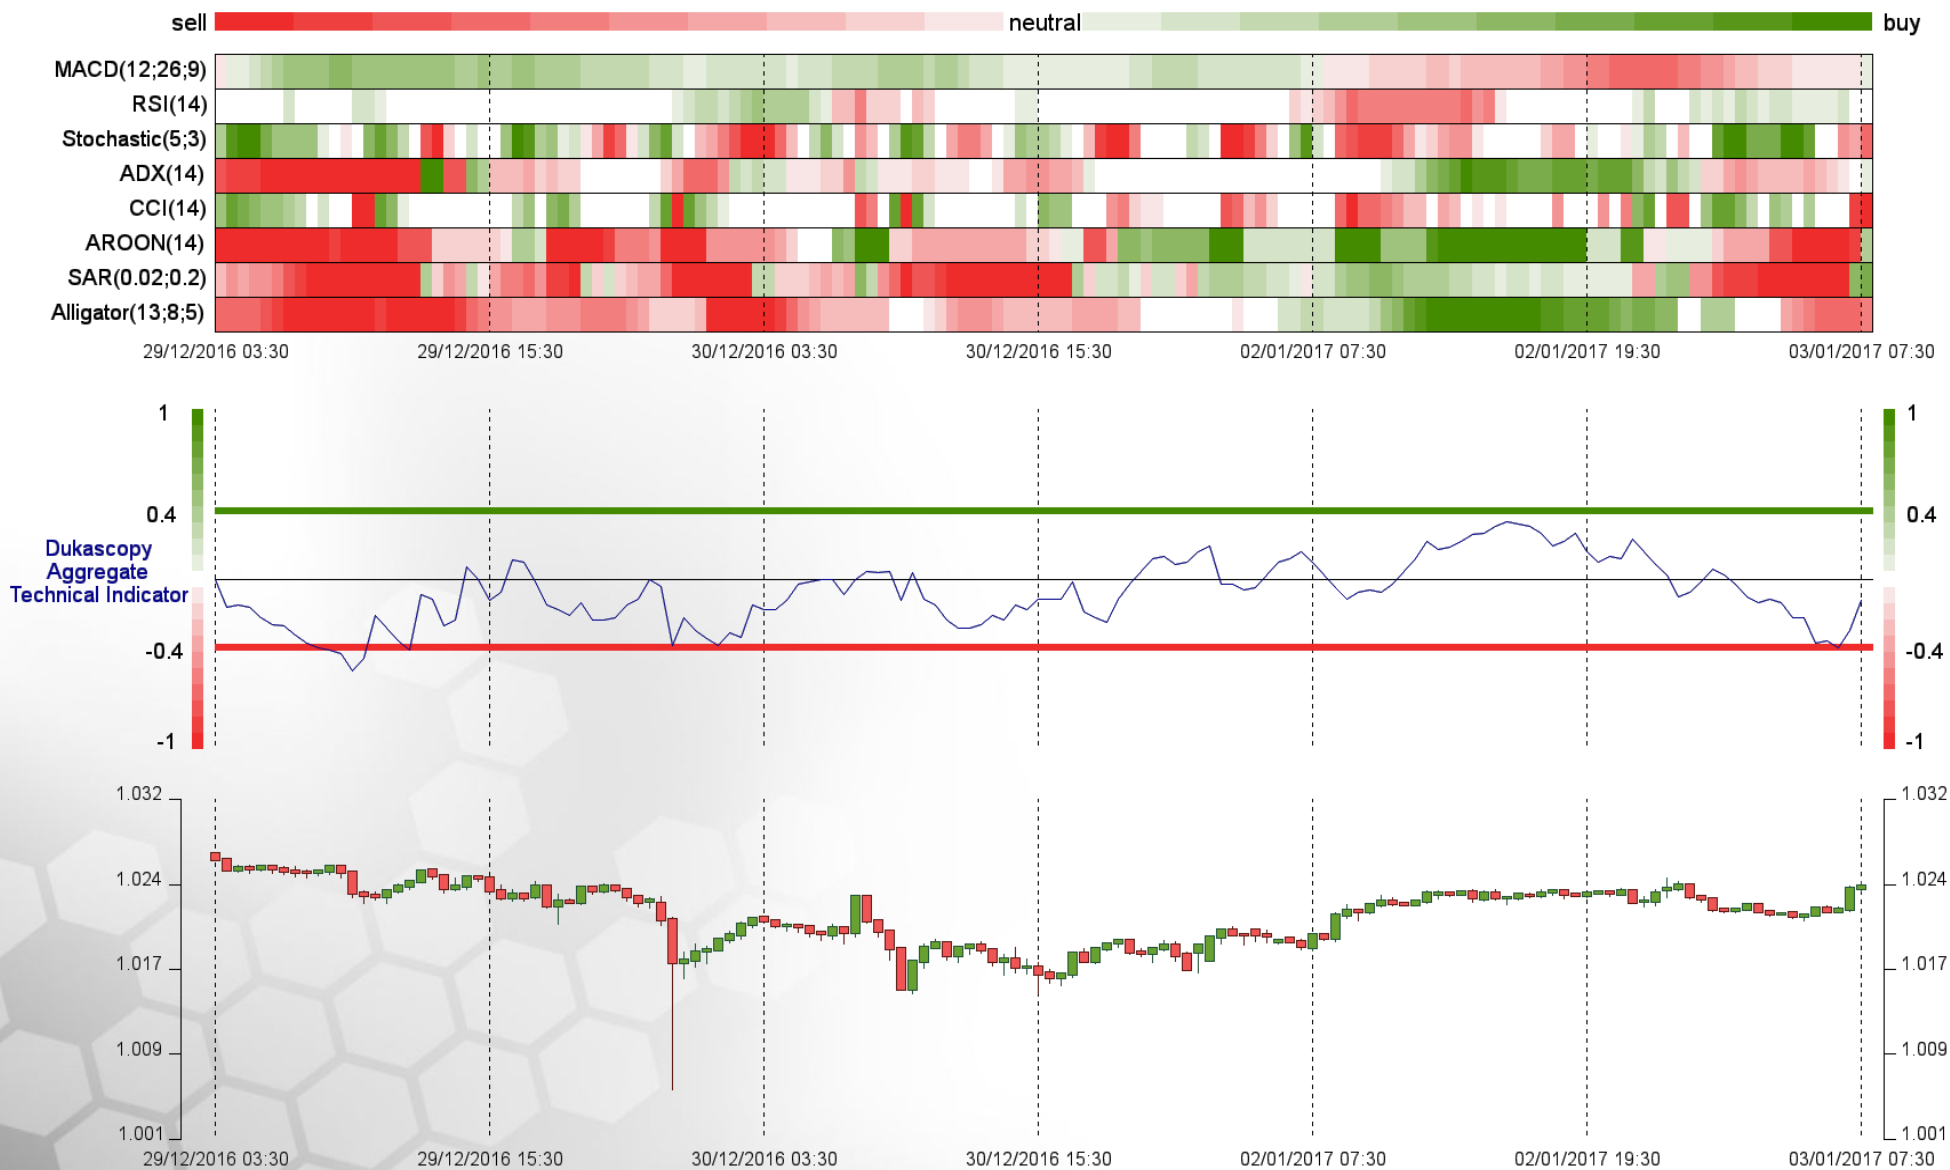 sell neutral buy
MACD(12;26;9)
RSI(14)
Stochastic(5;3)
ADX(14)
CCI(14)
AROON(14)
SAR(0.02;0.2)
Alligator(13;8;5)
29/12/2016 03:30 29/12/2016 15:30 30/12/2016 03:30 30/12/2016 15:30 02/01/2017 07:30 02/01/2017 19:30 03/01/2017 07:30
1 1
0.4 0.4
Dukascopy
Aggregate
Technical Indicator
-0.4 -0.4
-1 -1
1.032 1.032
1.024 1.024
1.017 1.017
1.009 1.009
1.001 1.001
29/12/2016 03:30 29/12/2016 15:30 30/12/2016 03:30 30/12/2016 15:30 02/01/2017 07:30 02/01/2017 19:30 03/01/2017 07:30